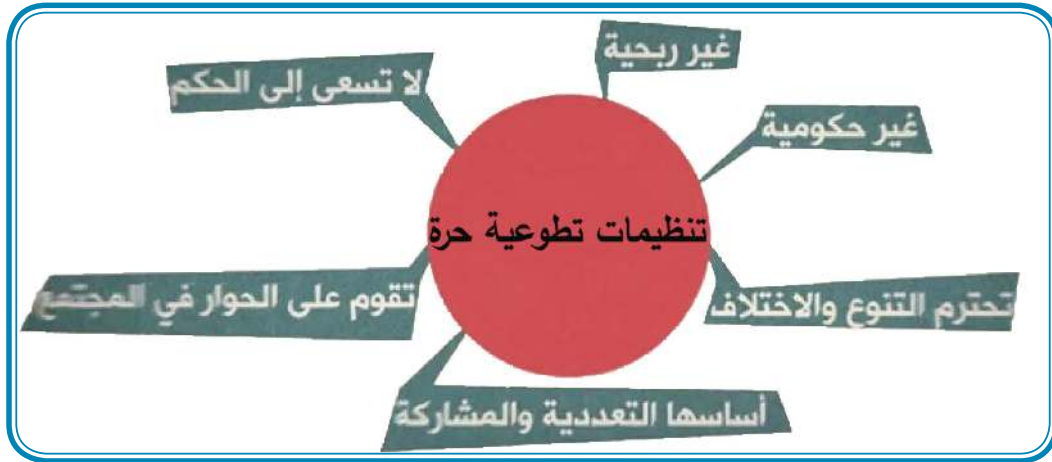 غير ربحية
لا تسعى إلى الحكم
غير حكومية
تنظيمات تطوعية حرة
تحترم التنوع والاختلاف
تقوم على الحوار في المجتمع
أساسها التعددية والمشاركة